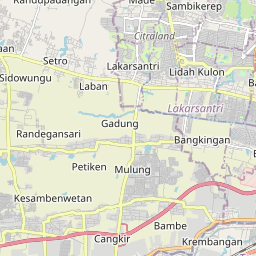 Randupadangan
Made
Sambikerep
Citraland
Setro
Lakarsantri
Lidah Kulon
Sidowungu
Laban
Lakarsantri
Gadung
Randegansari
Bangkingan
Petiken
Mulung
Kesambenwetan
Bambe
Cangkir
Krembangan